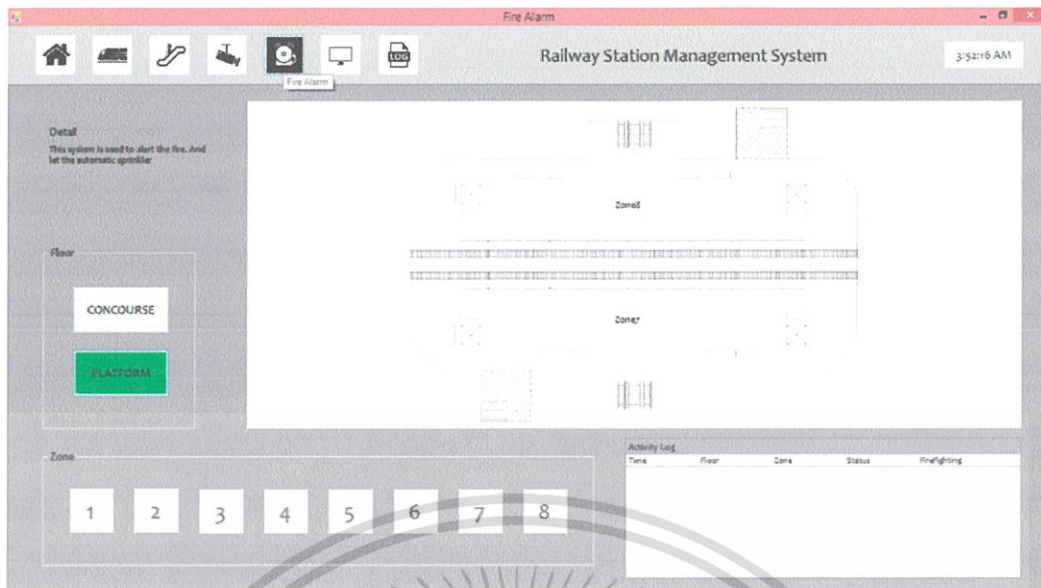 Fire Alarm
LOG
Railway Station Management System
3:52:16 AM
Fire Alarm
Detail
This system is used to alert the fire. And
let the automatic sprinkler
Zone8
Floor
CONCOURSE
Zone7
PLATFORM
Zone
1 2 3 4 5 6 7 8
Activity Log
Time Floor Zone Status Firefighting